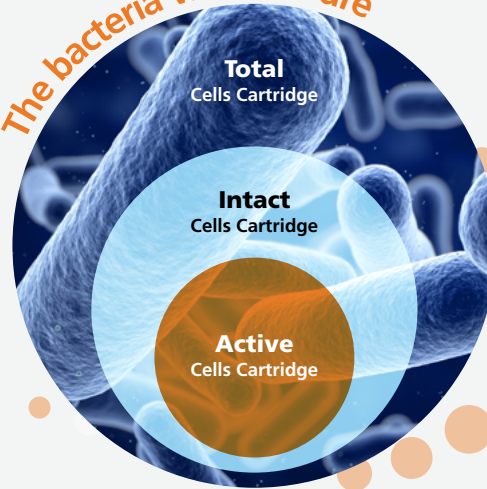 The bacteria
Total
Cells Cartridge
Intact
Cells Cartridge
Active
Cells Cartridge